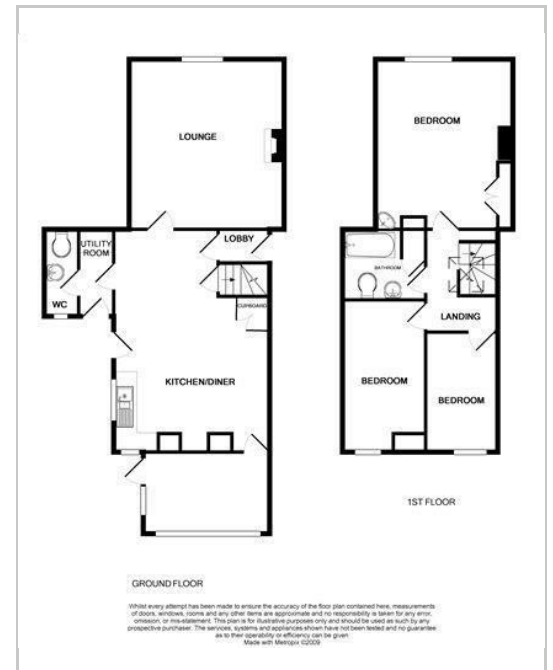 LOUNGE
BEDROOM
LOBBY
UTILITY
ROOM
WC
CUPBOARD
KITCHEN/DINER
BATHROOM
LANDING
BEDROOM
BEDROOM
1ST FLOOR
GROUND FLOOR
Whilst every attempt has been made to ensure the accuracy of the floor plan contained here, measurements
of doors, windows, rooms and any other items are approximate and no responsibility is taken for any error,
omission, or mis-statement. This plan is for illustrative purposes only and should be used as such by any
prospective purchaser. The services, systems and appliances shown have not been tested and no guarantee
as to their operability or efficiency can be given
Made with Metropix ©2009